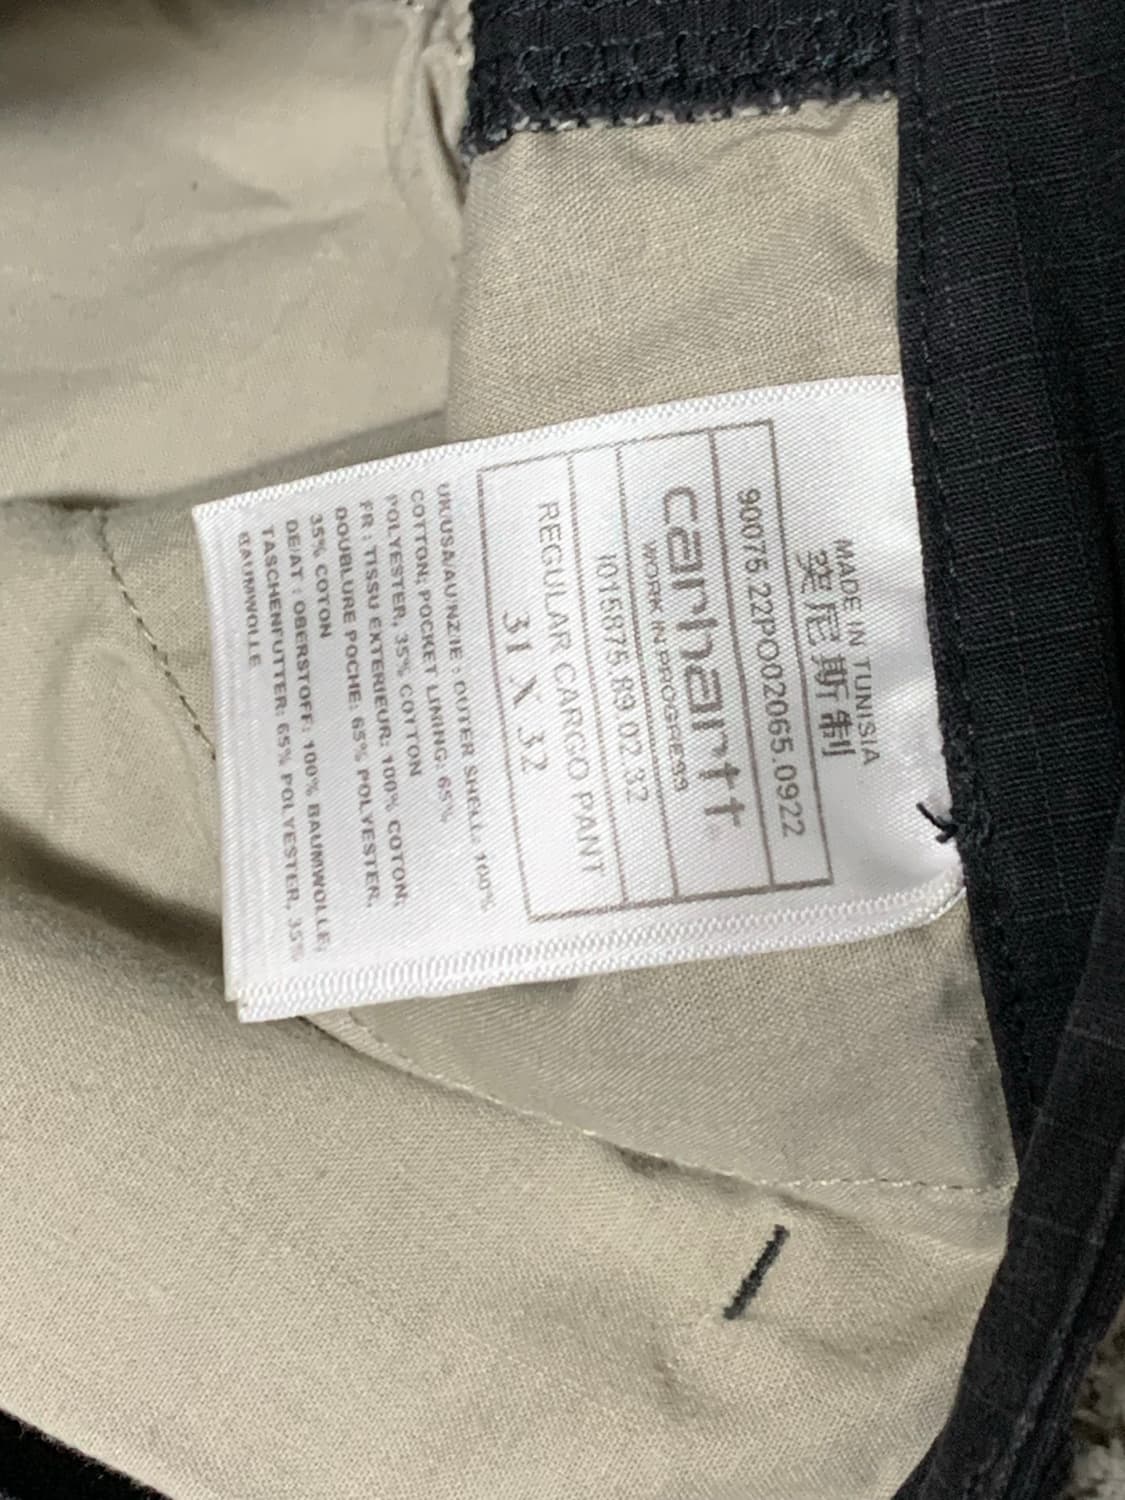 MADE IN TUNISIA
突尼斯制
90075.22PO002065.0922
carhartt
WORK IN PROGRESS
I015875.89.02.32
REGULAR CARGO PANT
31 X 32
UK/USA/AU/NZ/IE : OUTER SHELL: 100%
COTTON; POCKET LINING: 65%
POLYESTER, 35% COTTON
FR : TISSU EXTERIEUR: 100% COTON;
DOUBLURE POCHE: 65% POLYESTER,
35% COTON
DE/AT : OBERSTOFF: 100% BAUMWOLLE;
TASCHENFUTTER: 65% POLYESTER, 35%
BAUMWOLLE